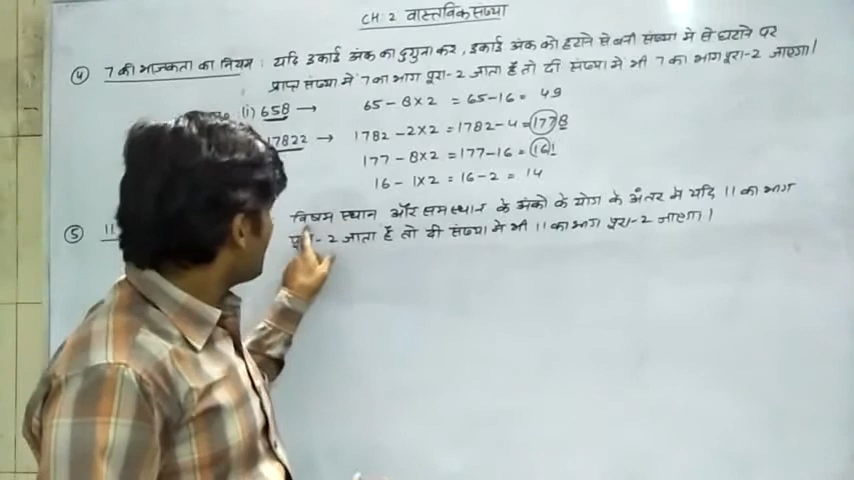 CH 2 वास्तविक संख्या
④ 7 की भाज्यकता का नियम : यदि इकाई अंक का दुगुना कर, इकाई अंक को हटाने से बनी संख्या में से घटाने पर
प्राप्त संख्या में 7 का भाग पूरा-2 जाता है तो दी संख्या में भी 7 का भाग पूरा-2 जाएगा।
(i) 658 → 65 - 8×2 = 65-16 = 49
17822 → 1782 - 2×2 = 1782-4 = 1778
177 - 8×2 = 177-16 = 161
16 - 1×2 = 16-2 = 14
विषम स्थान और सम स्थान के अंको के योग के अंतर में यदि 11 का भाग
⑤ 11
पूरा-2 जाता है तो दी संख्या में भी 11 का भाग पूरा-2 जाएगा।